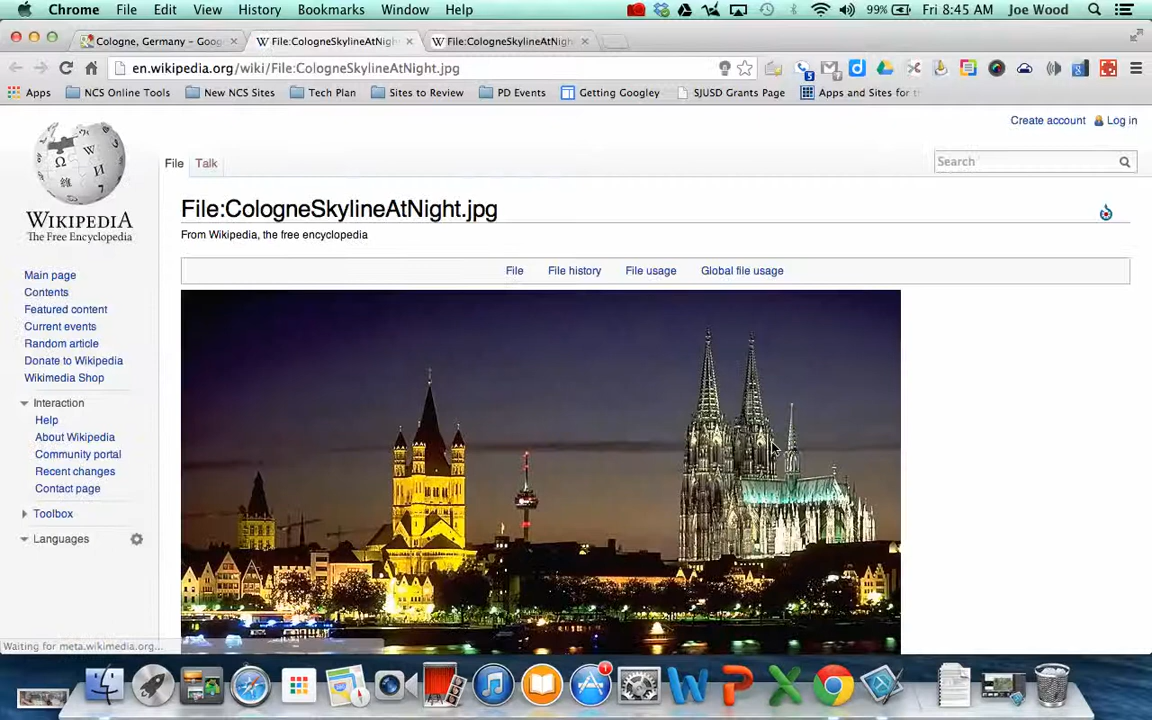 Chrome File Edit View History Bookmarks Window Help 99% Fri 8:45 AM Joe Wood
Cologne, Germany – Goog
File:CologneSkylineAtNigh
File:CologneSkylineAtNigh
en.wikipedia.org/wiki/File:CologneSkylineAtNight.jpg
5
Apps NCS Online Tools New NCS Sites Tech Plan Sites to Review PD Events Getting Googley SJUSD Grants Page Apps and Sites for
Create account Log in
File Talk
Search
WIKIPEDIA
The Free Encyclopedia
File:CologneSkylineAtNight.jpg
From Wikipedia, the free encyclopedia
File File history File usage Global file usage
Main page
Contents
Featured content
Current events
Random article
Donate to Wikipedia
Wikimedia Shop
Interaction
Help
About Wikipedia
Community portal
Recent changes
Contact page
Toolbox
Languages
Waiting for meta.wikimedia.org...
1
W P X